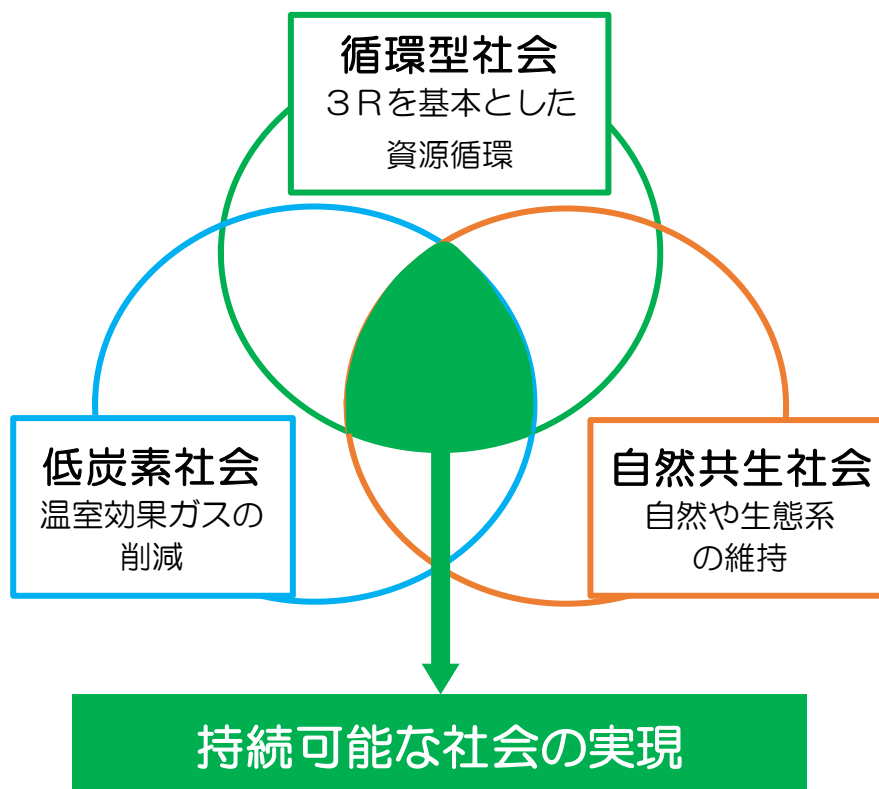 循環型社会
３Ｒを基本とした
資源循環
低炭素社会
温室効果ガスの
削減
自然共生社会
自然や生態系
の維持
持続可能な社会の実現